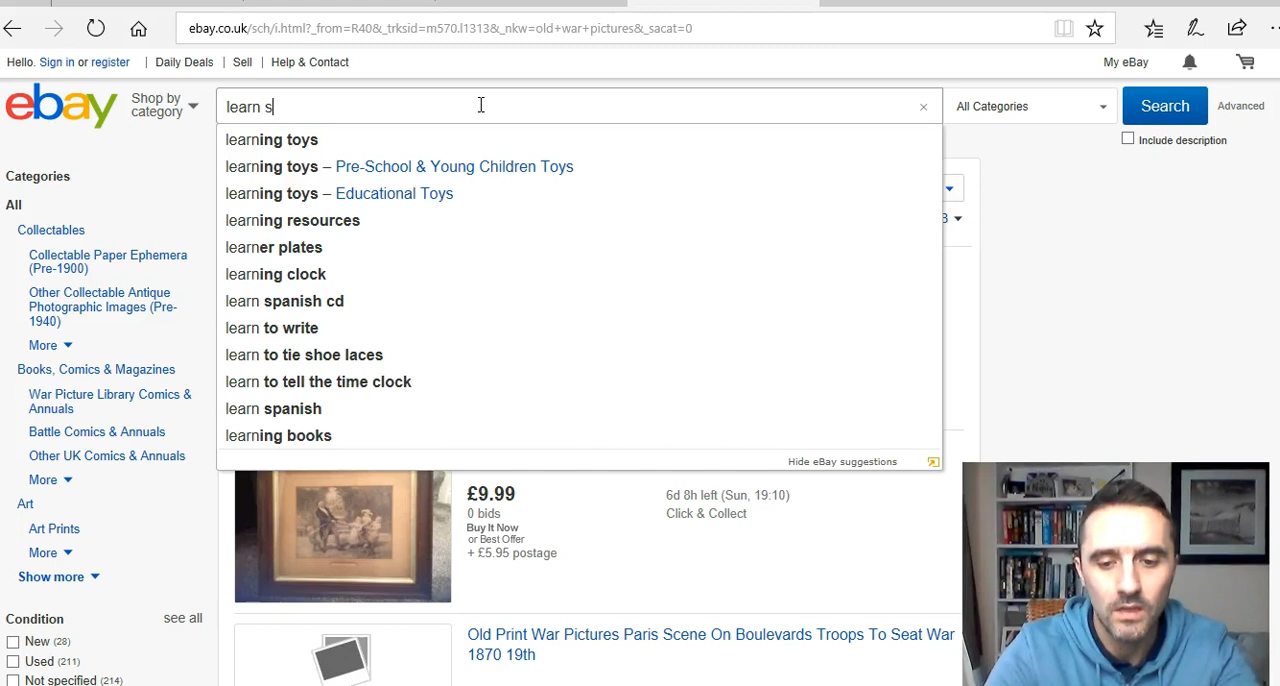 ebay.co.uk/sch/i.html?_from=R40&_trksid=m570.l1313&_nkw=old+war+pictures&_sacat=0
Hello. Sign in or register | Daily Deals | Sell | Help & Contact
My eBay
ebay
Shop by category
learn s
All Categories
Search
Advanced
Include description
learning toys
learning toys – Pre-School & Young Children Toys
learning toys – Educational Toys
learning resources
learner plates
learning clock
learn spanish cd
learn to write
learn to tie shoe laces
learn to tell the time clock
learn spanish
learning books
Hide eBay suggestions
Categories
All
Collectables
Collectable Paper Ephemera
(Pre-1900)
Other Collectable Antique
Photographic Images (Pre-
1940)
More
Books, Comics & Magazines
War Picture Library Comics &
Annuals
Battle Comics & Annuals
Other UK Comics & Annuals
More
Art
Art Prints
More
Show more
Condition
see all
New (28)
Used (211)
Not specified (214)
£9.99
0 bids
Buy It Now
or Best Offer
+ £5.95 postage
6d 8h left (Sun, 19:10)
Click & Collect
Old Print War Pictures Paris Scene On Boulevards Troops To Seat War
1870 19th